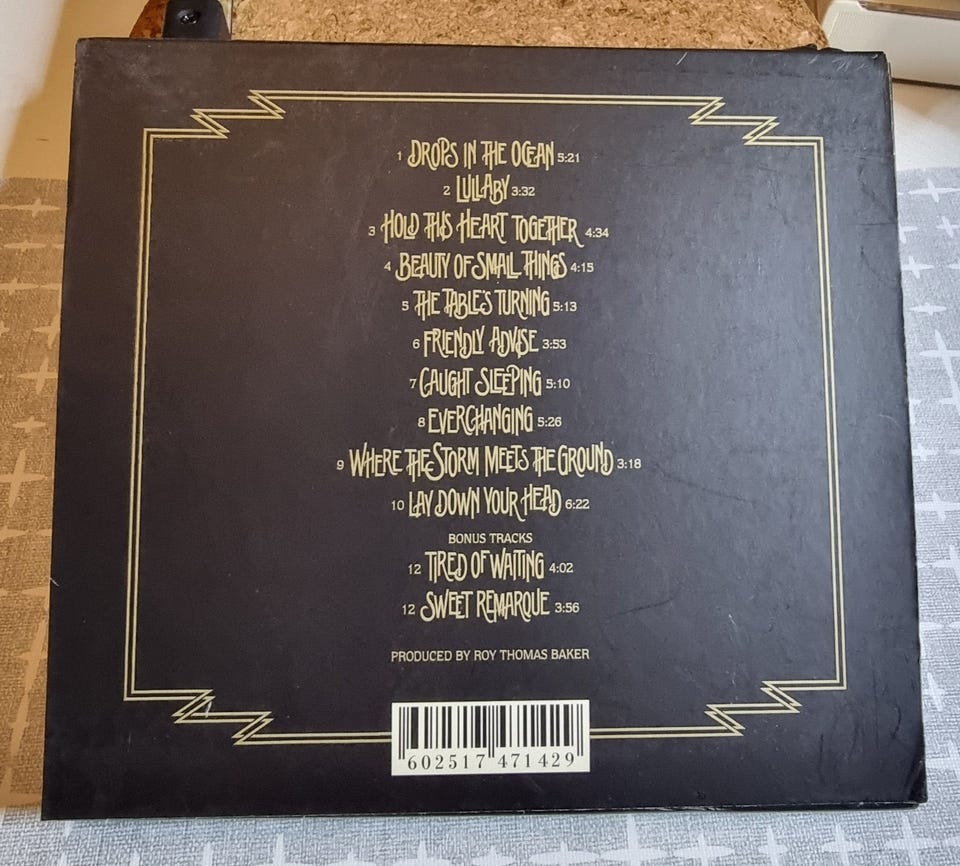 1 DROPS IN THE OCEAN 5:21
2 LULLABY 3:32
3 HOLD THIS HEART TOGETHER 4:34
4 BEAUTY OF SMALL THINGS 4:15
5 THE TABLE'S TURNING 5:13
6 FRIENDLY ADVISE 3:53
7 CAUGHT SLEEPING 5:10
8 EVERCHANGING 5:26
9 WHERE THE STORM MEETS THE GROUND 3:18
10 LAY DOWN YOUR HEAD 6:22
BONUS TRACKS
12 TIRED OF WAITING 4:02
12 SWEET REMARQUE 3:56
PRODUCED BY ROY THOMAS BAKER
602517 471429